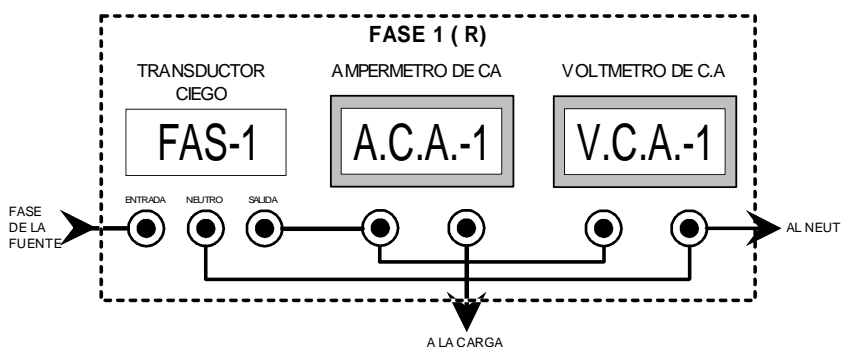 FASE 1 ( R)
TRANSDUCTOR
CIEGO
AMPERMETRO DE CA
VOLTMETRO DE C.A
FAS-1
A.C.A.-1
V.C.A.-1
ENTRADA
NEUTRO
SALIDA
FASE
DE LA
FUENTE
AL NEUT
A LA CARGA